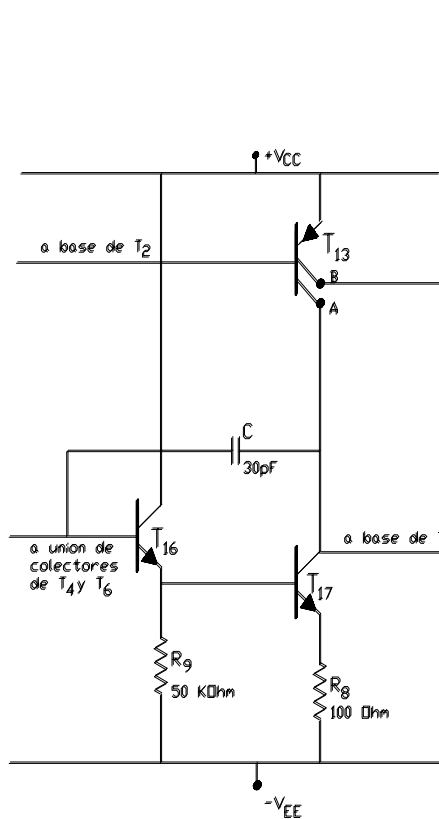 +VCC
a base de T2
T13
B
A
C
30pF
a base de
T16
a union de
colectores
de T4 y T6
T17
R9
50 KOhm
R8
100 Ohm
-VEE